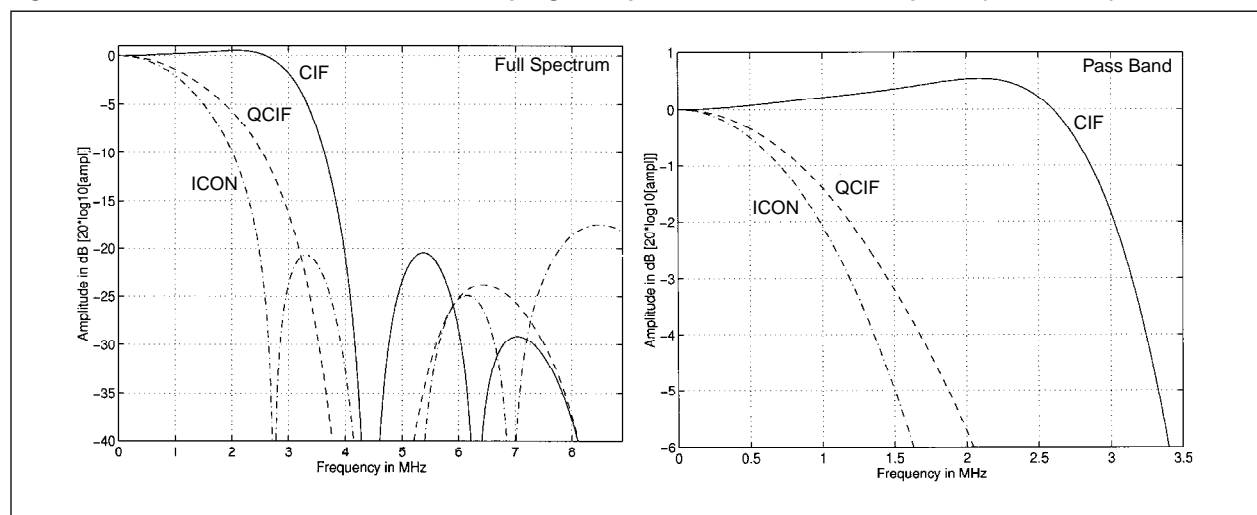 Full Spectrum
CIF
QCIF
ICON
Amplitude in dB [20*log10[ampl]]
0
−5
−10
−15
−20
−25
−30
−35
−40
0
1
2
3
4
5
6
7
8
Frequency in MHz
Pass Band
CIF
QCIF
ICON
Amplitude in dB [20*log10[ampl]]
1
0
−1
−2
−3
−4
−5
−6
0
0.5
1
1.5
2
2.5
3
3.5
Frequency in MHz